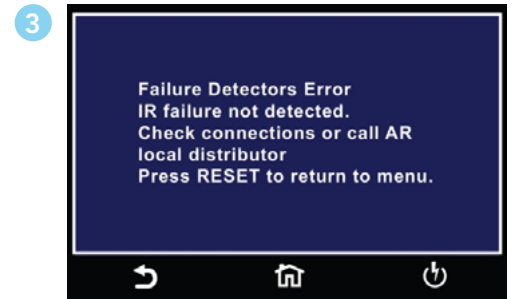 3
Failure Detectors Error
IR failure not detected.
Check connections or call AR
local distributor
Press RESET to return to menu.